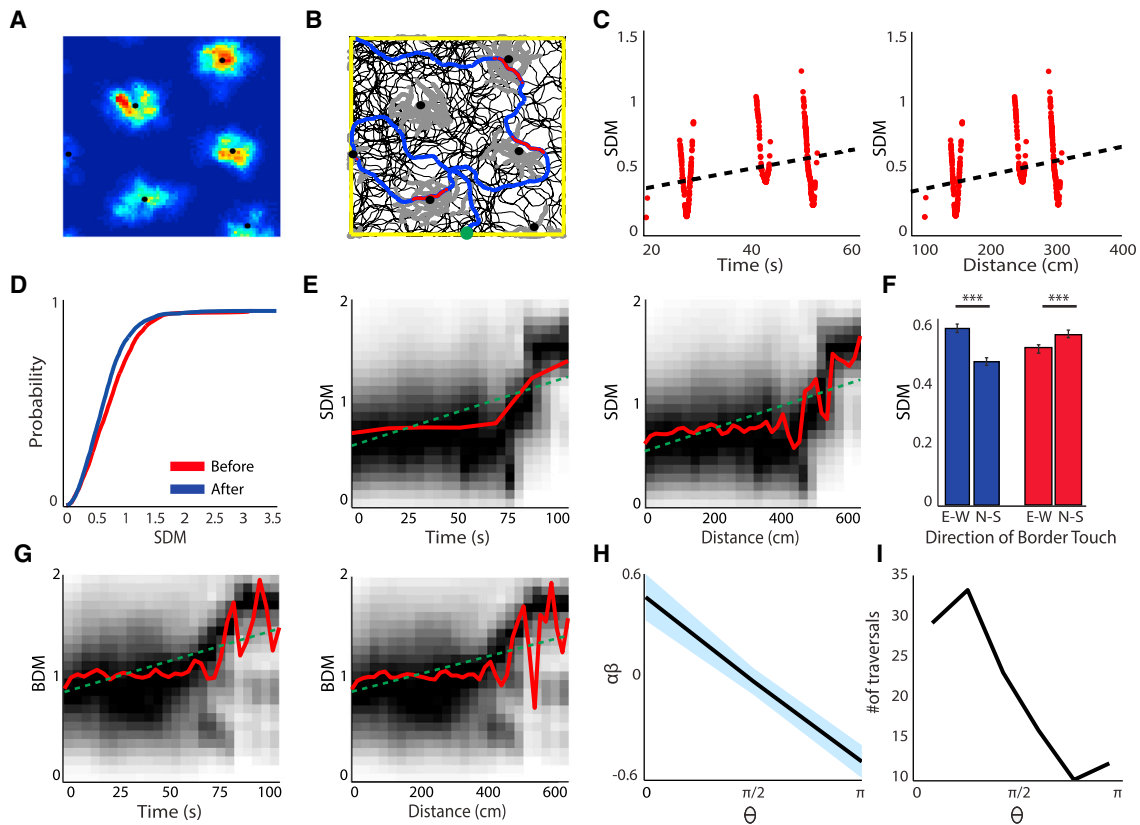 A
B
C
1.5
1
0.5
0
SDM
20
40
60
Time (s)
1.5
1
0.5
0
SDM
100
200
300
400
Distance (cm)
D
1
0
Probability
0
0.5
1
1.5
2
2.5
3
3.5
SDM
Before
After
E
2
1
0
SDM
0
25
50
75
100
Time (s)
2
1
0
SDM
0
200
400
600
Distance (cm)
F
***
***
0.6
0.4
0.2
0
SDM
E-W N-S
E-W N-S
Direction of Border Touch
G
2
1
0
BDM
0
25
50
75
100
Time (s)
2
1
0
BDM
0
200
400
600
Distance (cm)
H
0.6
0
-0.6
αβ
0
π/2
π
Θ
I
35
30
25
20
15
10
#of traversals
0
π/2
π
Θ